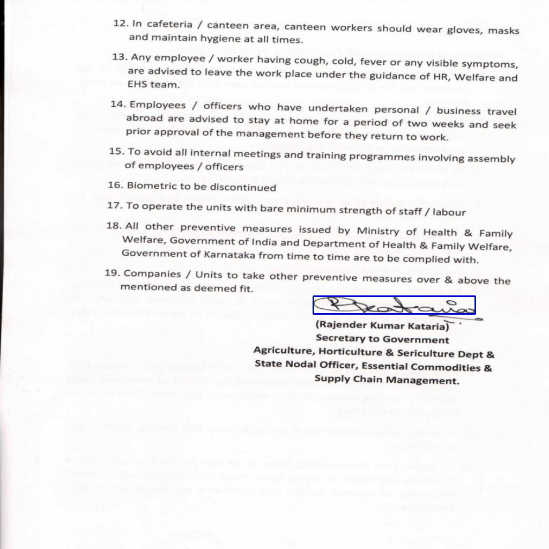 12. In cafeteria / canteen area, canteen workers should wear gloves, masks
and maintain hygiene at all times.
13. Any employee / worker having cough, cold, fever or any visible symptoms,
are advised to leave the work place under the guidance of HR, Welfare and
EHS team.
14. Employees / officers who have undertaken personal / business travel
abroad are advised to stay at home for a period of two weeks and seek
prior approval of the management before they return to work.
15. To avoid all internal meetings and training programmes involving assembly
of employees / officers
16. Biometric to be discontinued
17. To operate the units with bare minimum strength of staff / labour
18. All other preventive measures issued by Ministry of Health & Family
Welfare, Government of India and Department of Health & Family Welfare,
Government of Karnataka from time to time are to be complied with.
19. Companies / Units to take other preventive measures over & above the
mentioned as deemed fit.
(Rajender Kumar Kataria)
Secretary to Government
Agriculture, Horticulture & Sericulture Dept &
State Nodal Officer, Essential Commodities &
Supply Chain Management.